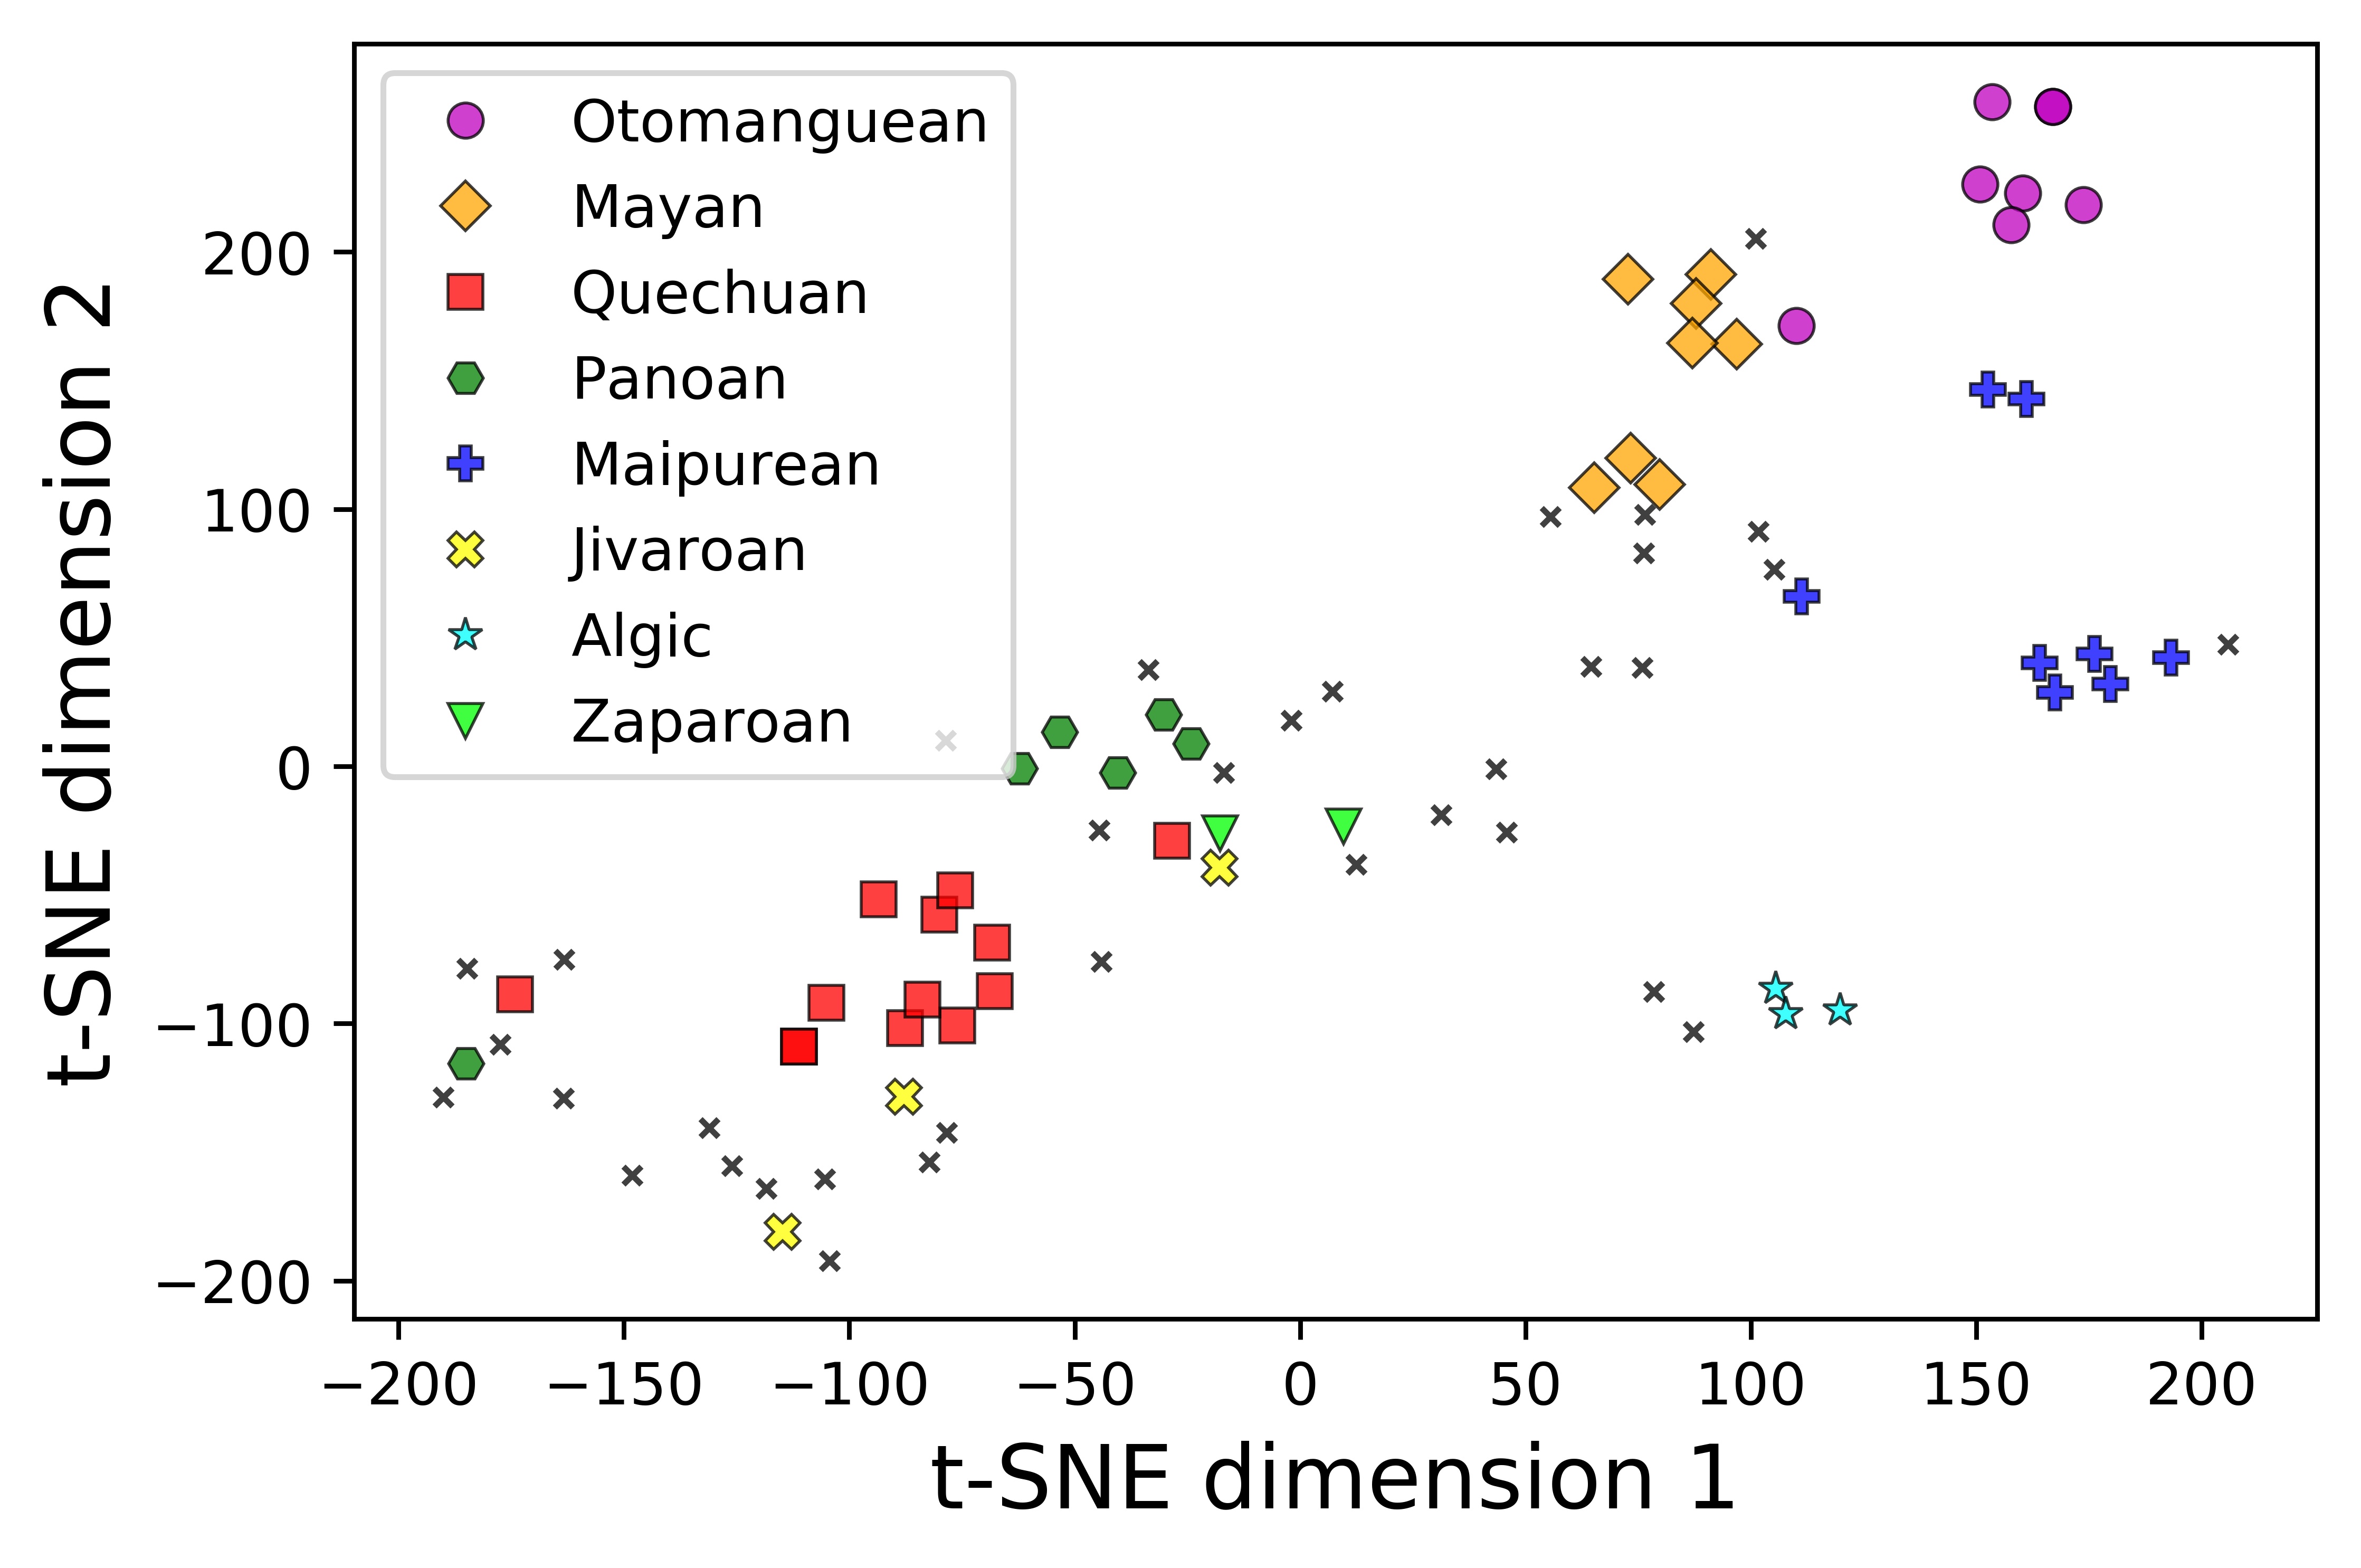 Otomanguean
Mayan
Quechuan
Panoan
Maipurean
Jivaroan
Algic
Zaparoan
t-SNE dimension 2
200
100
0
−100
−200
−200 −150 −100 −50 0 50 100 150 200
t-SNE dimension 1